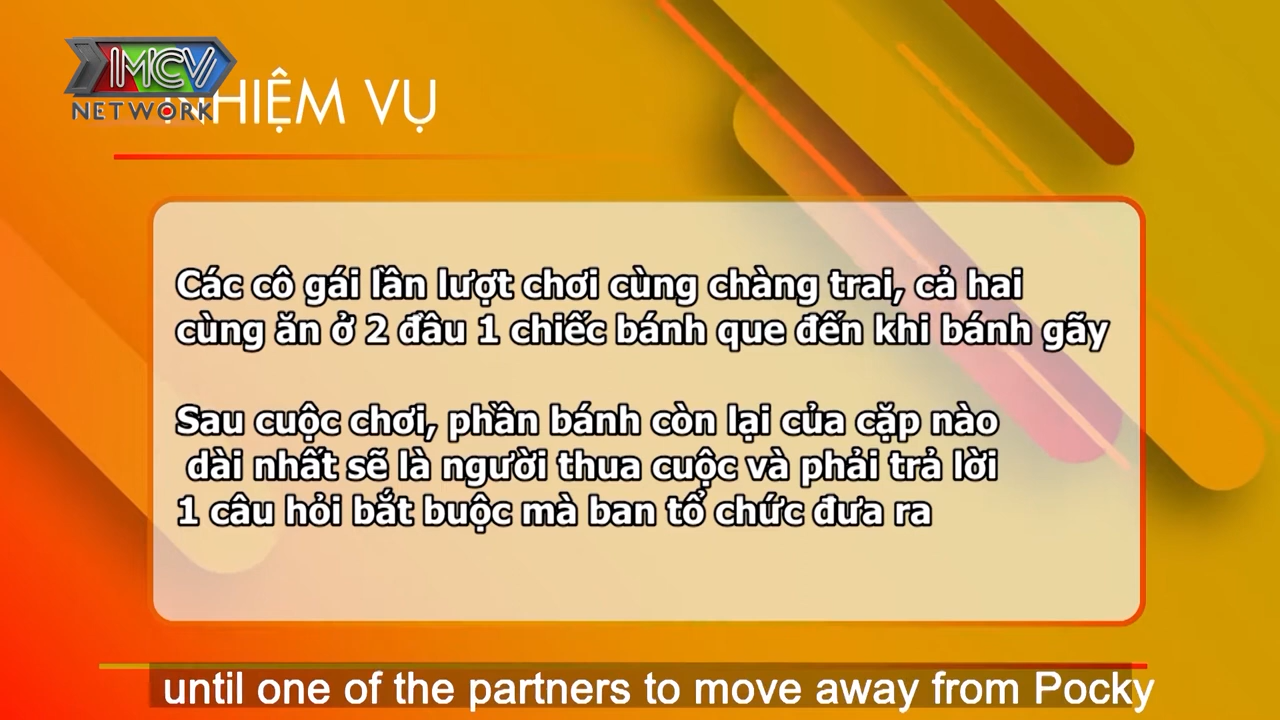 MCV
NETWORK
NHIỆM VỤ
Các cô gái lần lượt chơi cùng chàng trai, cả hai
cùng ăn ở 2 đầu 1 chiếc bánh que đến khi bánh gãy
Sau cuộc chơi, phần bánh còn lại của cặp nào
dài nhất sẽ là người thua cuộc và phải trả lời
1 câu hỏi bắt buộc mà ban tổ chức đưa ra
until one of the partners to move away from Pocky